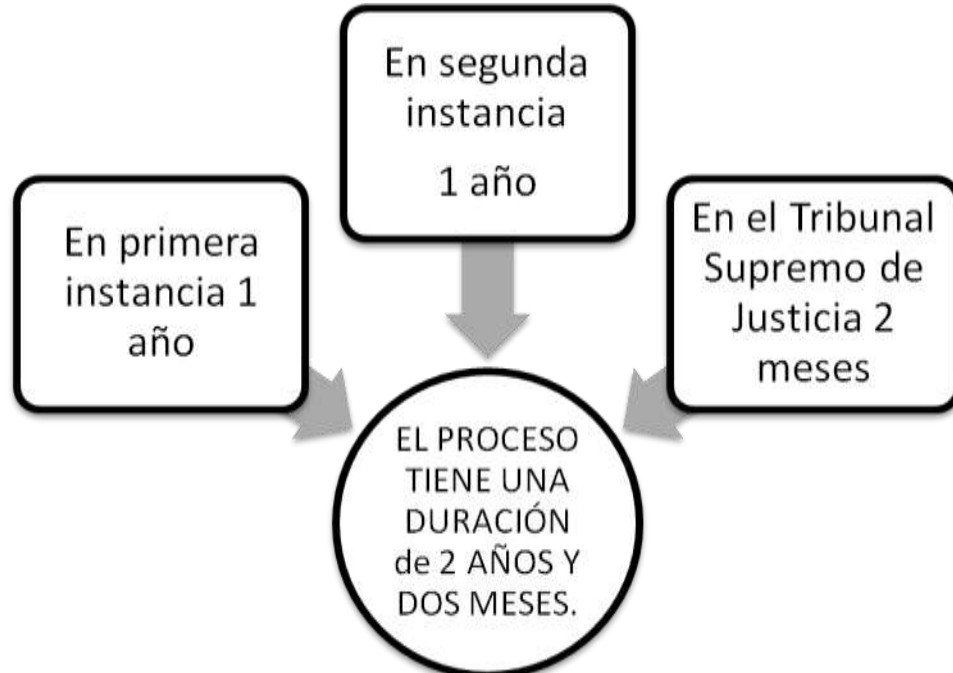 En segunda
instancia
1 año
En primera
instancia 1
año
En el Tribunal
Supremo de
Justicia 2
meses
EL PROCESO
TIENE UNA
DURACIÓN
de 2 AÑOS Y
DOS MESES.